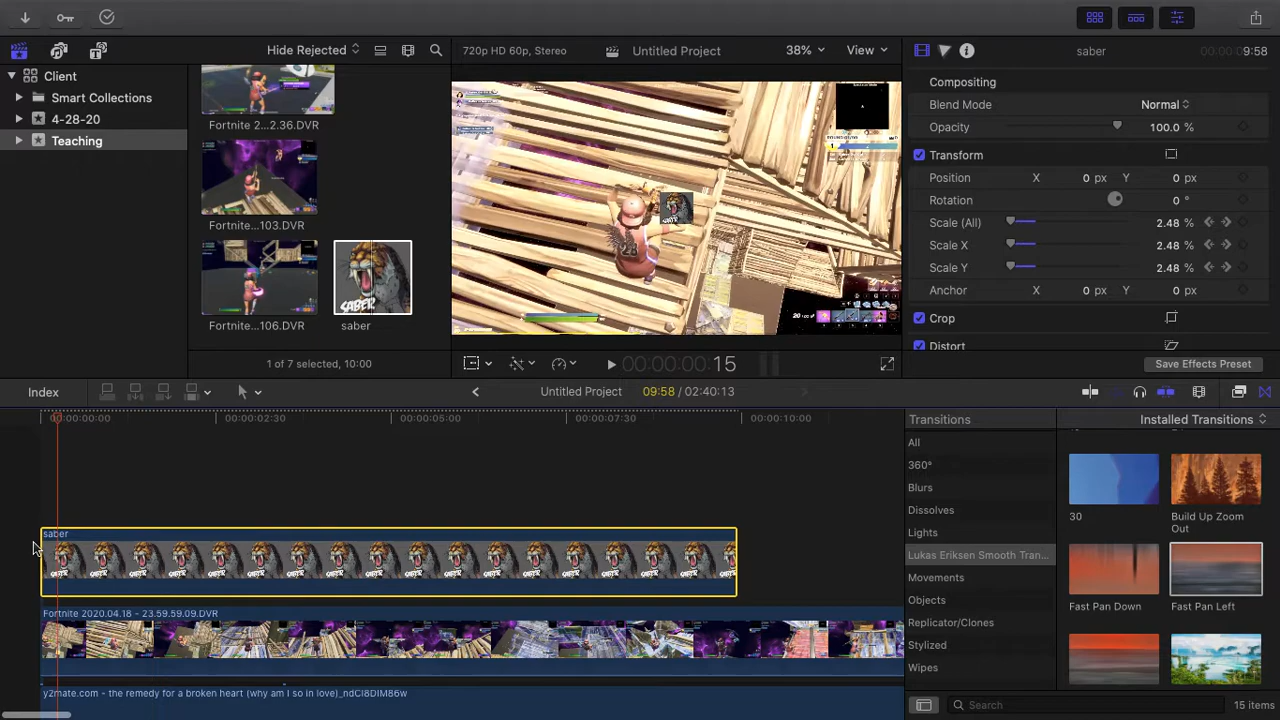 Hide Rejected
720p HD 60p, Stereo
Untitled Project
38%
View
saber
9:58
Client
Smart Collections
4-28-20
Teaching
Fortnite 2...2.36.DVR
Fortnite...103.DVR
Fortnite...106.DVR
saber
1 of 7 selected, 10:00
SABER
00:00:00:15
Compositing
Blend Mode
Normal
Opacity
100.0 %
Transform
Position
X
0 px
Y
0 px
Rotation
0 °
Scale (All)
2.48 %
Scale X
2.48 %
Scale Y
2.48 %
Anchor
X
0 px
Y
0 px
Crop
Distort
Save Effects Preset
Index
Untitled Project
09:58 / 02:40:13
00:00:00:00
00:00:02:30
00:00:05:00
00:00:07:30
00:00:10:00
saber
Fortnite 2020.04.18 - 23.59.59.09.DVR
y2mate.com - the remedy for a broken heart (why am I so in love)_ndCI8DIM86w
Transitions
Installed Transitions
All
360°
Blurs
Dissolves
Lights
Lukas Eriksen Smooth Tran...
Movements
Objects
Replicator/Clones
Stylized
Wipes
30
Build Up Zoom Out
Fast Pan Down
Fast Pan Left
Search
15 items